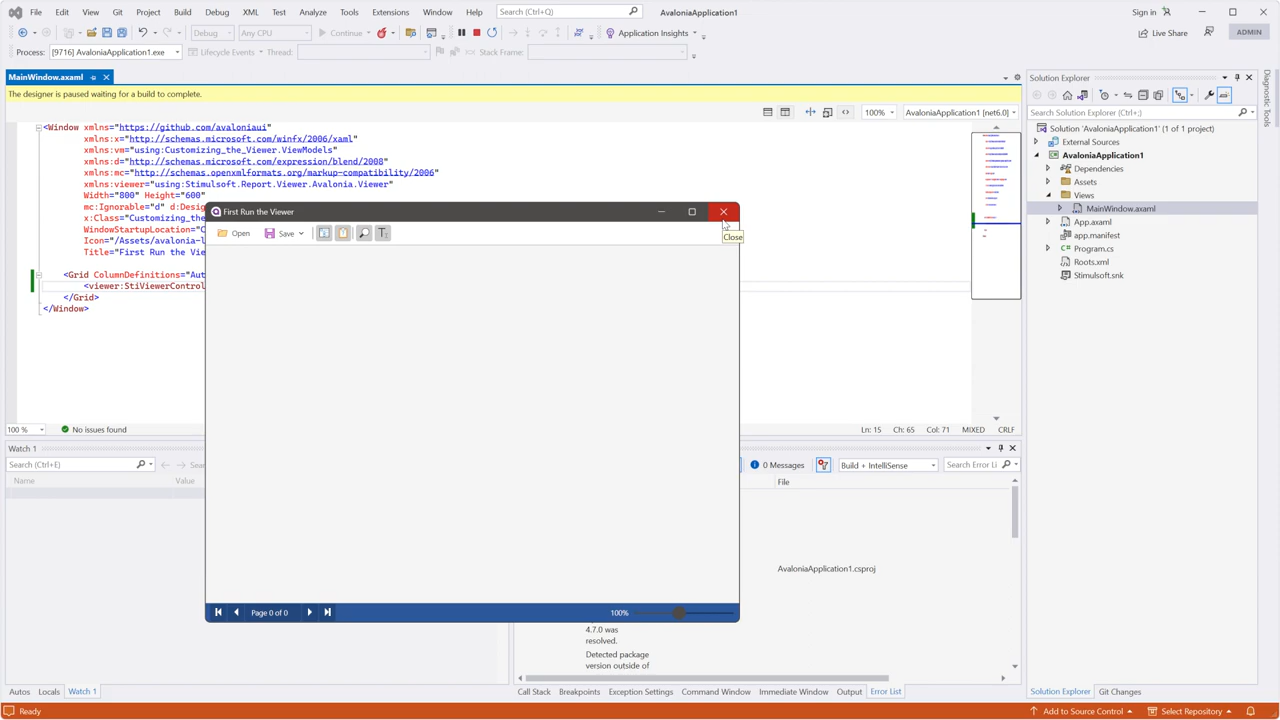 File Edit View Git Project Build Debug XML Test Analyze Tools Extensions Window Help Search (Ctrl+Q) AvaloniaApplication1 Sign in
Debug Any CPU Continue Application Insights Live Share ADMIN
Process: [9716] AvaloniaApplication1.exe Lifecycle Events Thread: Stack Frame:
MainWindow.axaml
The designer is paused waiting for a build to complete.
100% AvaloniaApplication1 [net6.0]
<Window xmlns="https://github.com/avaloniaui"
xmlns:x="http://schemas.microsoft.com/winfx/2006/xaml"
xmlns:vm="using:Customizing_the_Viewer.ViewModels"
xmlns:d="http://schemas.microsoft.com/expression/blend/2008"
xmlns:mc="http://schemas.openxmlformats.org/markup-compatibility/2006"
xmlns:viewer="using:Stimulsoft.Report.Viewer.Avalonia.Viewer"
Width="800" Height="600"
mc:Ignorable="d" d:Desig
x:Class="Customizing_the
WindowStartupLocation="C
Icon="/Assets/avalonia-l
Title="First Run the Vie
<Grid ColumnDefinitions="Aut
<viewer:StiViewerControl
</Grid>
</Window>
First Run the Viewer
Open Save
Close
Page 0 of 0 100%
100 % No issues found Ln: 15 Ch: 65 Col: 71 MIXED CRLF
Watch 1
Search (Ctrl+E) Sear
Name Value
0 Messages Build + IntelliSense Search Error Li
File
AvaloniaApplication1.csproj
4.7.0 was
resolved.
Detected package
version outside of
Autos Locals Watch 1
Call Stack Breakpoints Exception Settings Command Window Immediate Window Output Error List
Solution Explorer
Search Solution Explorer (Ctrl+;)
Solution 'AvaloniaApplication1' (1 of 1 project)
External Sources
AvaloniaApplication1
Dependencies
Assets
Views
MainWindow.axaml
App.axaml
app.manifest
Program.cs
Roots.xml
Stimulsoft.snk
Solution Explorer Git Changes
Diagnostic Tools
Ready Add to Source Control Select Repository